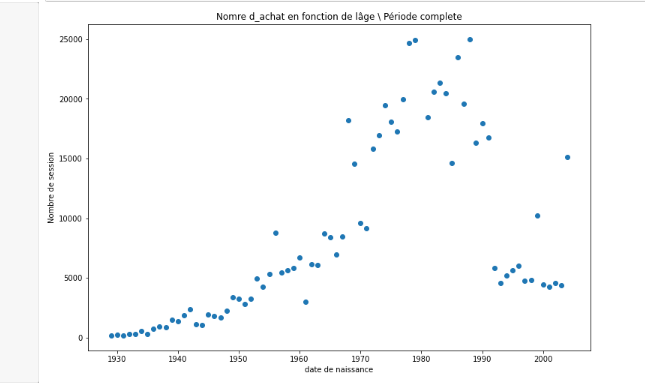 Nomre d_achat en fonction de lâge \ Période complete
Nombre de session
25000
20000
15000
10000
5000
0
1930 1940 1950 1960 1970 1980 1990 2000
date de naissance